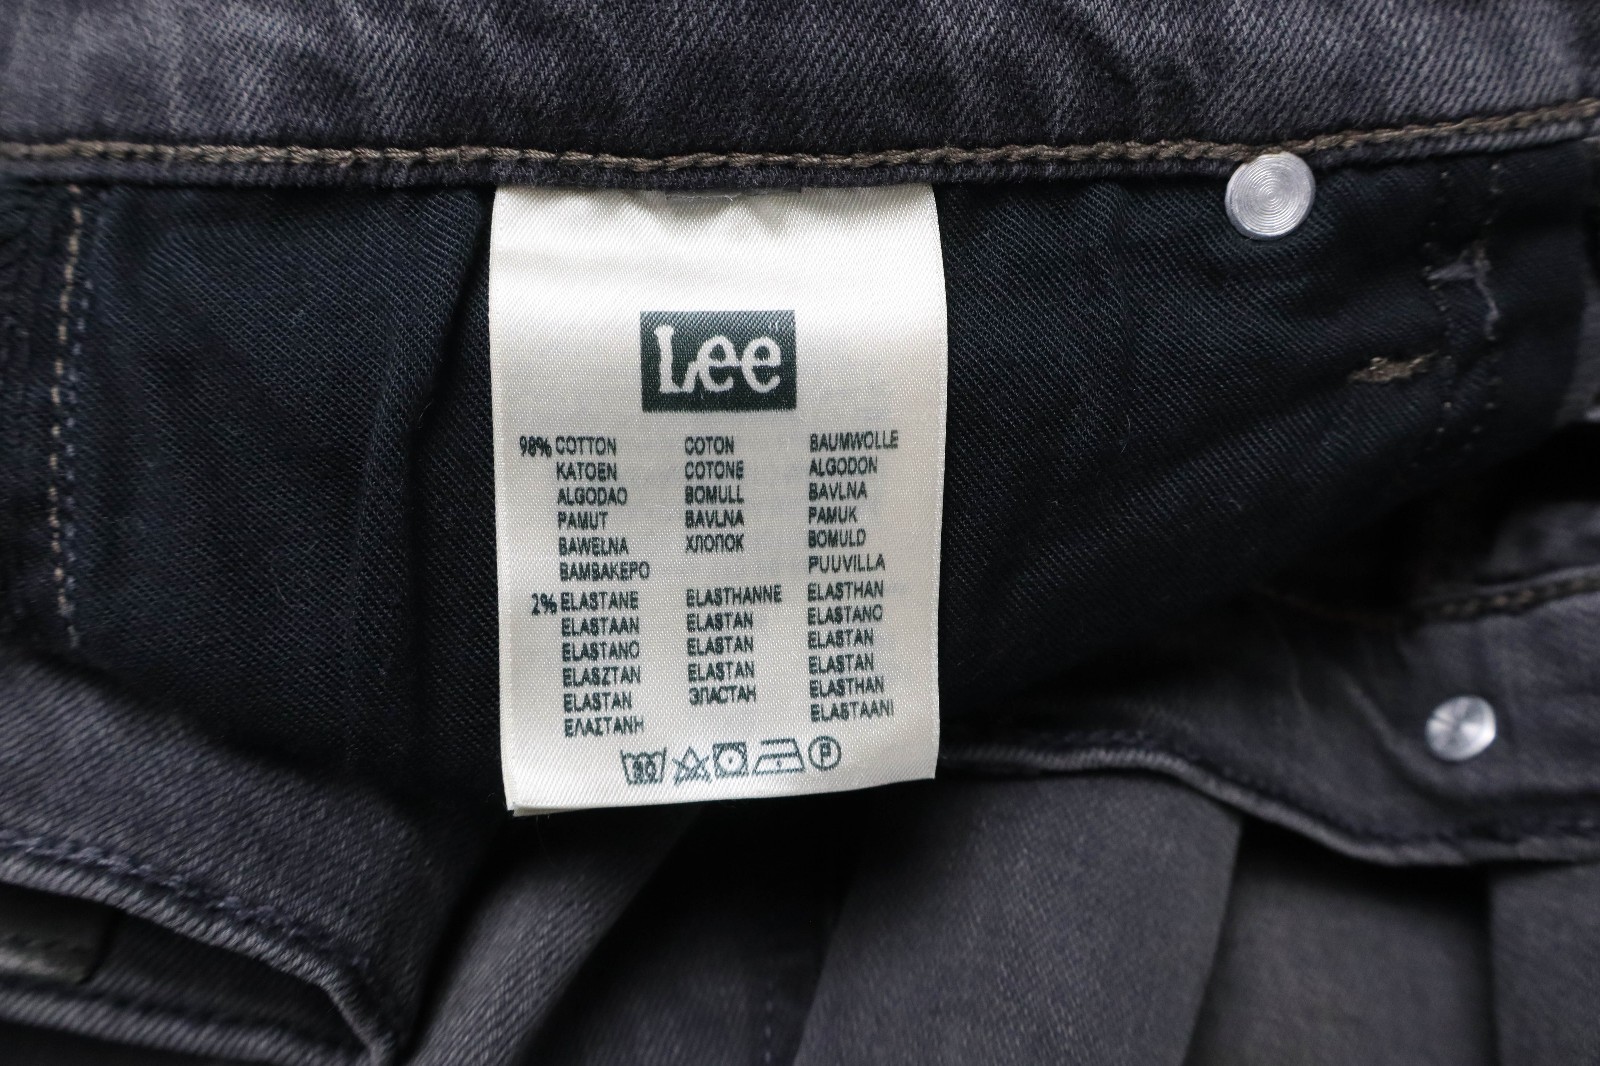 Lee
98% COTTON COTON BAUMWOLLE
KATOEN COTONE ALGODON
ALGODAO BOMULL BAVLNA
PAMUT BAVLNA PAMUK
BAWELNA ХЛОПОК BOMULD
ΒΑΜΒΑΚΕΡΟ PUUVILLA
2% ELASTANE ELASTHANNE ELASTHAN
ELASTAAN ELASTAN ELASTANO
ELASTANO ELASTAN ELASTAN
ELASZTAN ELASTAN ELASTAN
ELASTAN ЭЛАСТАН ELASTHAN
ΕΛΑΣΤΑΝΗ ELASTAANI